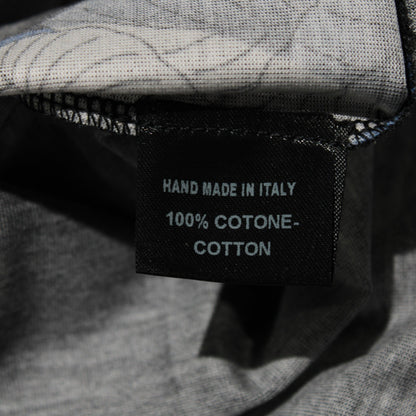 HAND MADE IN ITALY
100% COTONE-
COTTON